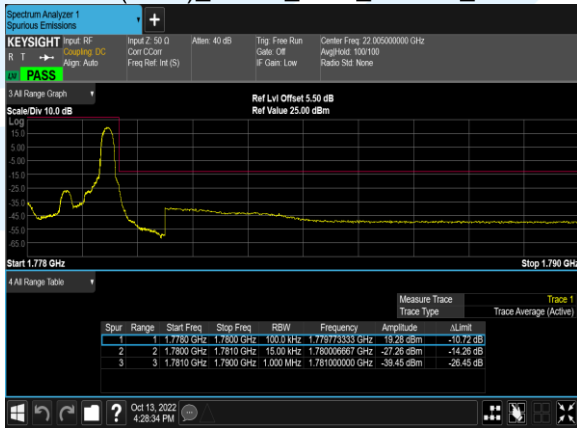 Spectrum Analyzer 1
Spurious Emissions
KEYSIGHT Input: RF Input Z: 50 Ω Atten: 40 dB Trig: Free Run Center Freq: 22.005000000 GHz
R T Coupling: DC Corr CCorr Gate: Off Avg|Hold: 100/100
Align: Auto Freq Ref: Int (S) IF Gain: Low Radio Std: None
PASS
3 All Range Graph
Ref Lvl Offset 5.50 dB
Scale/Div 10.0 dB Ref Value 25.00 dBm
Log
15.0
5.00
-5.00
-15.0
-25.0
-35.0
-45.0
-55.0
-65.0
Start 1.778 GHz Stop 1.790 GHz
4 All Range Table
Measure Trace Trace 1
Trace Type Trace Average (Active)
Spur Range Start Freq Stop Freq RBW Frequency Amplitude ΔLimit
1 1 1.7780 GHz 1.7800 GHz 100.0 kHz 1.779773333 GHz 19.28 dBm -10.72 dB
2 2 1.7800 GHz 1.7810 GHz 15.00 kHz 1.780006667 GHz -27.26 dBm -14.26 dB
3 3 1.7810 GHz 1.7900 GHz 1.000 MHz 1.781000000 GHz -39.45 dBm -26.45 dB
Oct 13, 2022
4:28:34 PM